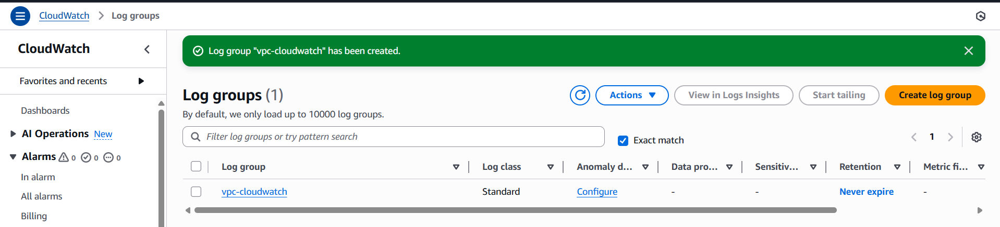 CloudWatch > Log groups
CloudWatch
Favorites and recents
Dashboards
AI Operations New
Alarms 0 0 0
In alarm
All alarms
Billing
Log group "vpc-cloudwatch" has been created.
Log groups (1)
Actions View in Logs Insights Start tailing Create log group
By default, we only load up to 10000 log groups.
Filter log groups or try pattern search
Exact match
1
Log group Log class Anomaly d... Data pro... Sensitiv... Retention Metric fi...
vpc-cloudwatch Standard Configure - - Never expire -